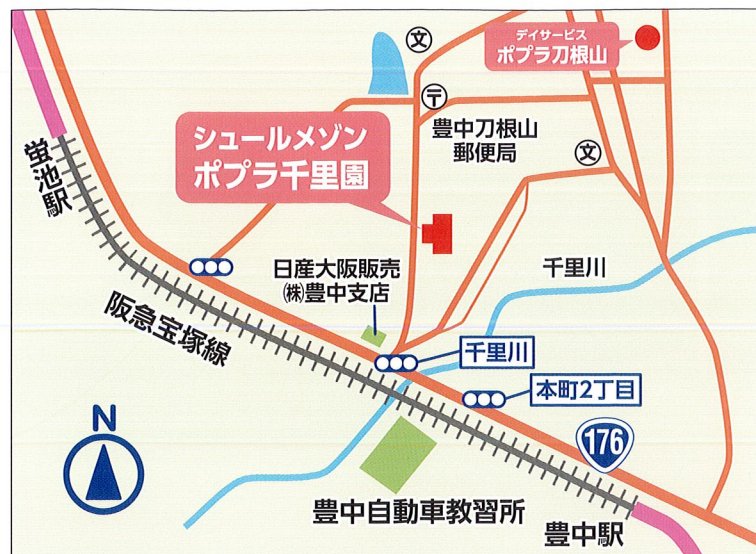 文
デイサービス
ポプラ刀根山
〒
豊中刀根山
郵便局
シュールメゾン
ポプラ千里園
文
蛍池駅
日産大阪販売
㈱豊中支店
千里川
阪急宝塚線
千里川
本町2丁目
N
176
豊中自動車教習所
豊中駅